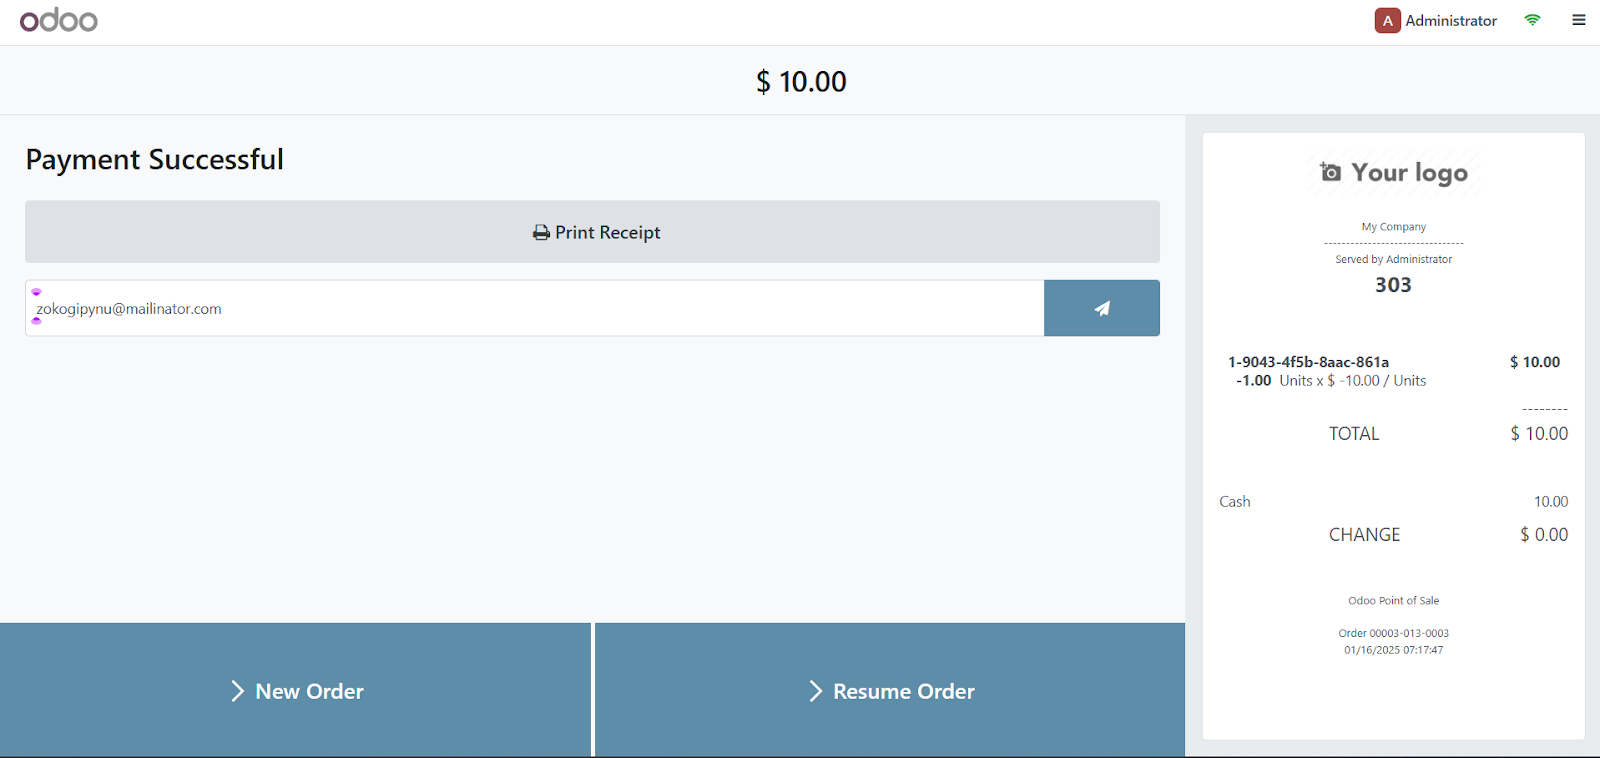 odoo
A Administrator
$ 10.00
Payment Successful
Print Receipt
zokogipynu@mailinator.com
New Order
Resume Order
Your logo
My Company
--------------------------------
Served by Administrator
303
1-9043-4f5b-8aac-861a $ 10.00
-1.00 Units x $ -10.00 / Units
--------
TOTAL $ 10.00
Cash 10.00
CHANGE $ 0.00
Odoo Point of Sale
Order 00003-013-0003
01/16/2025 07:17:47